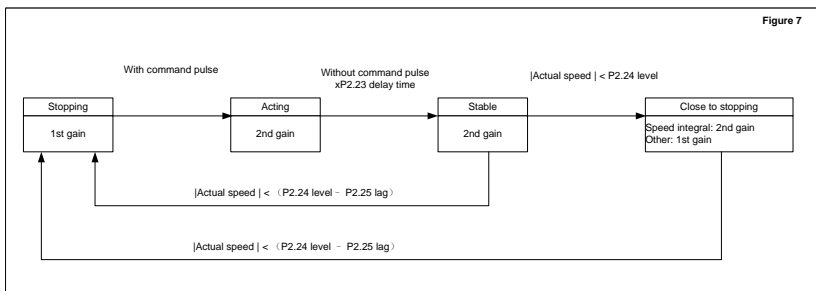 Figure 7
With command pulse
Without command pulse
xP2.23 delay time
|Actual speed | < P2.24 level
Stopping
1st gain
Acting
2nd gain
Stable
2nd gain
Close to stopping
Speed integral: 2nd gain
Other: 1st gain
|Actual speed | < （P2.24 level - P2.25 lag）
|Actual speed | < （P2.24 level - P2.25 lag）